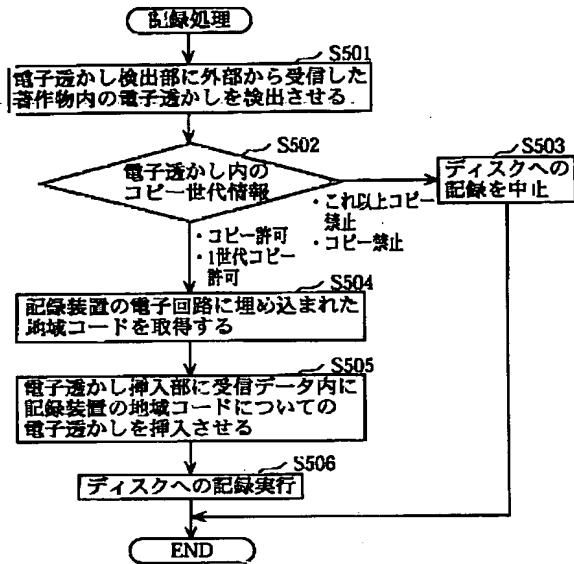 記録処理
S501
電子透かし検出部に外部から受信した
著作物内の電子透かしを検出させる
S502
電子透かし内の
コピー世代情報
S503
ディスクへの
記録を中止
・これ以上コピー
禁止
・コピー禁止
・コピー許可
・1世代コピー
許可
S504
記録装置の電子回路に埋め込まれた
地域コードを取得する
S505
電子透かし挿入部に受信データ内に
記録装置の地域コードについての
電子透かしを挿入させる
S506
ディスクへの記録実行
END